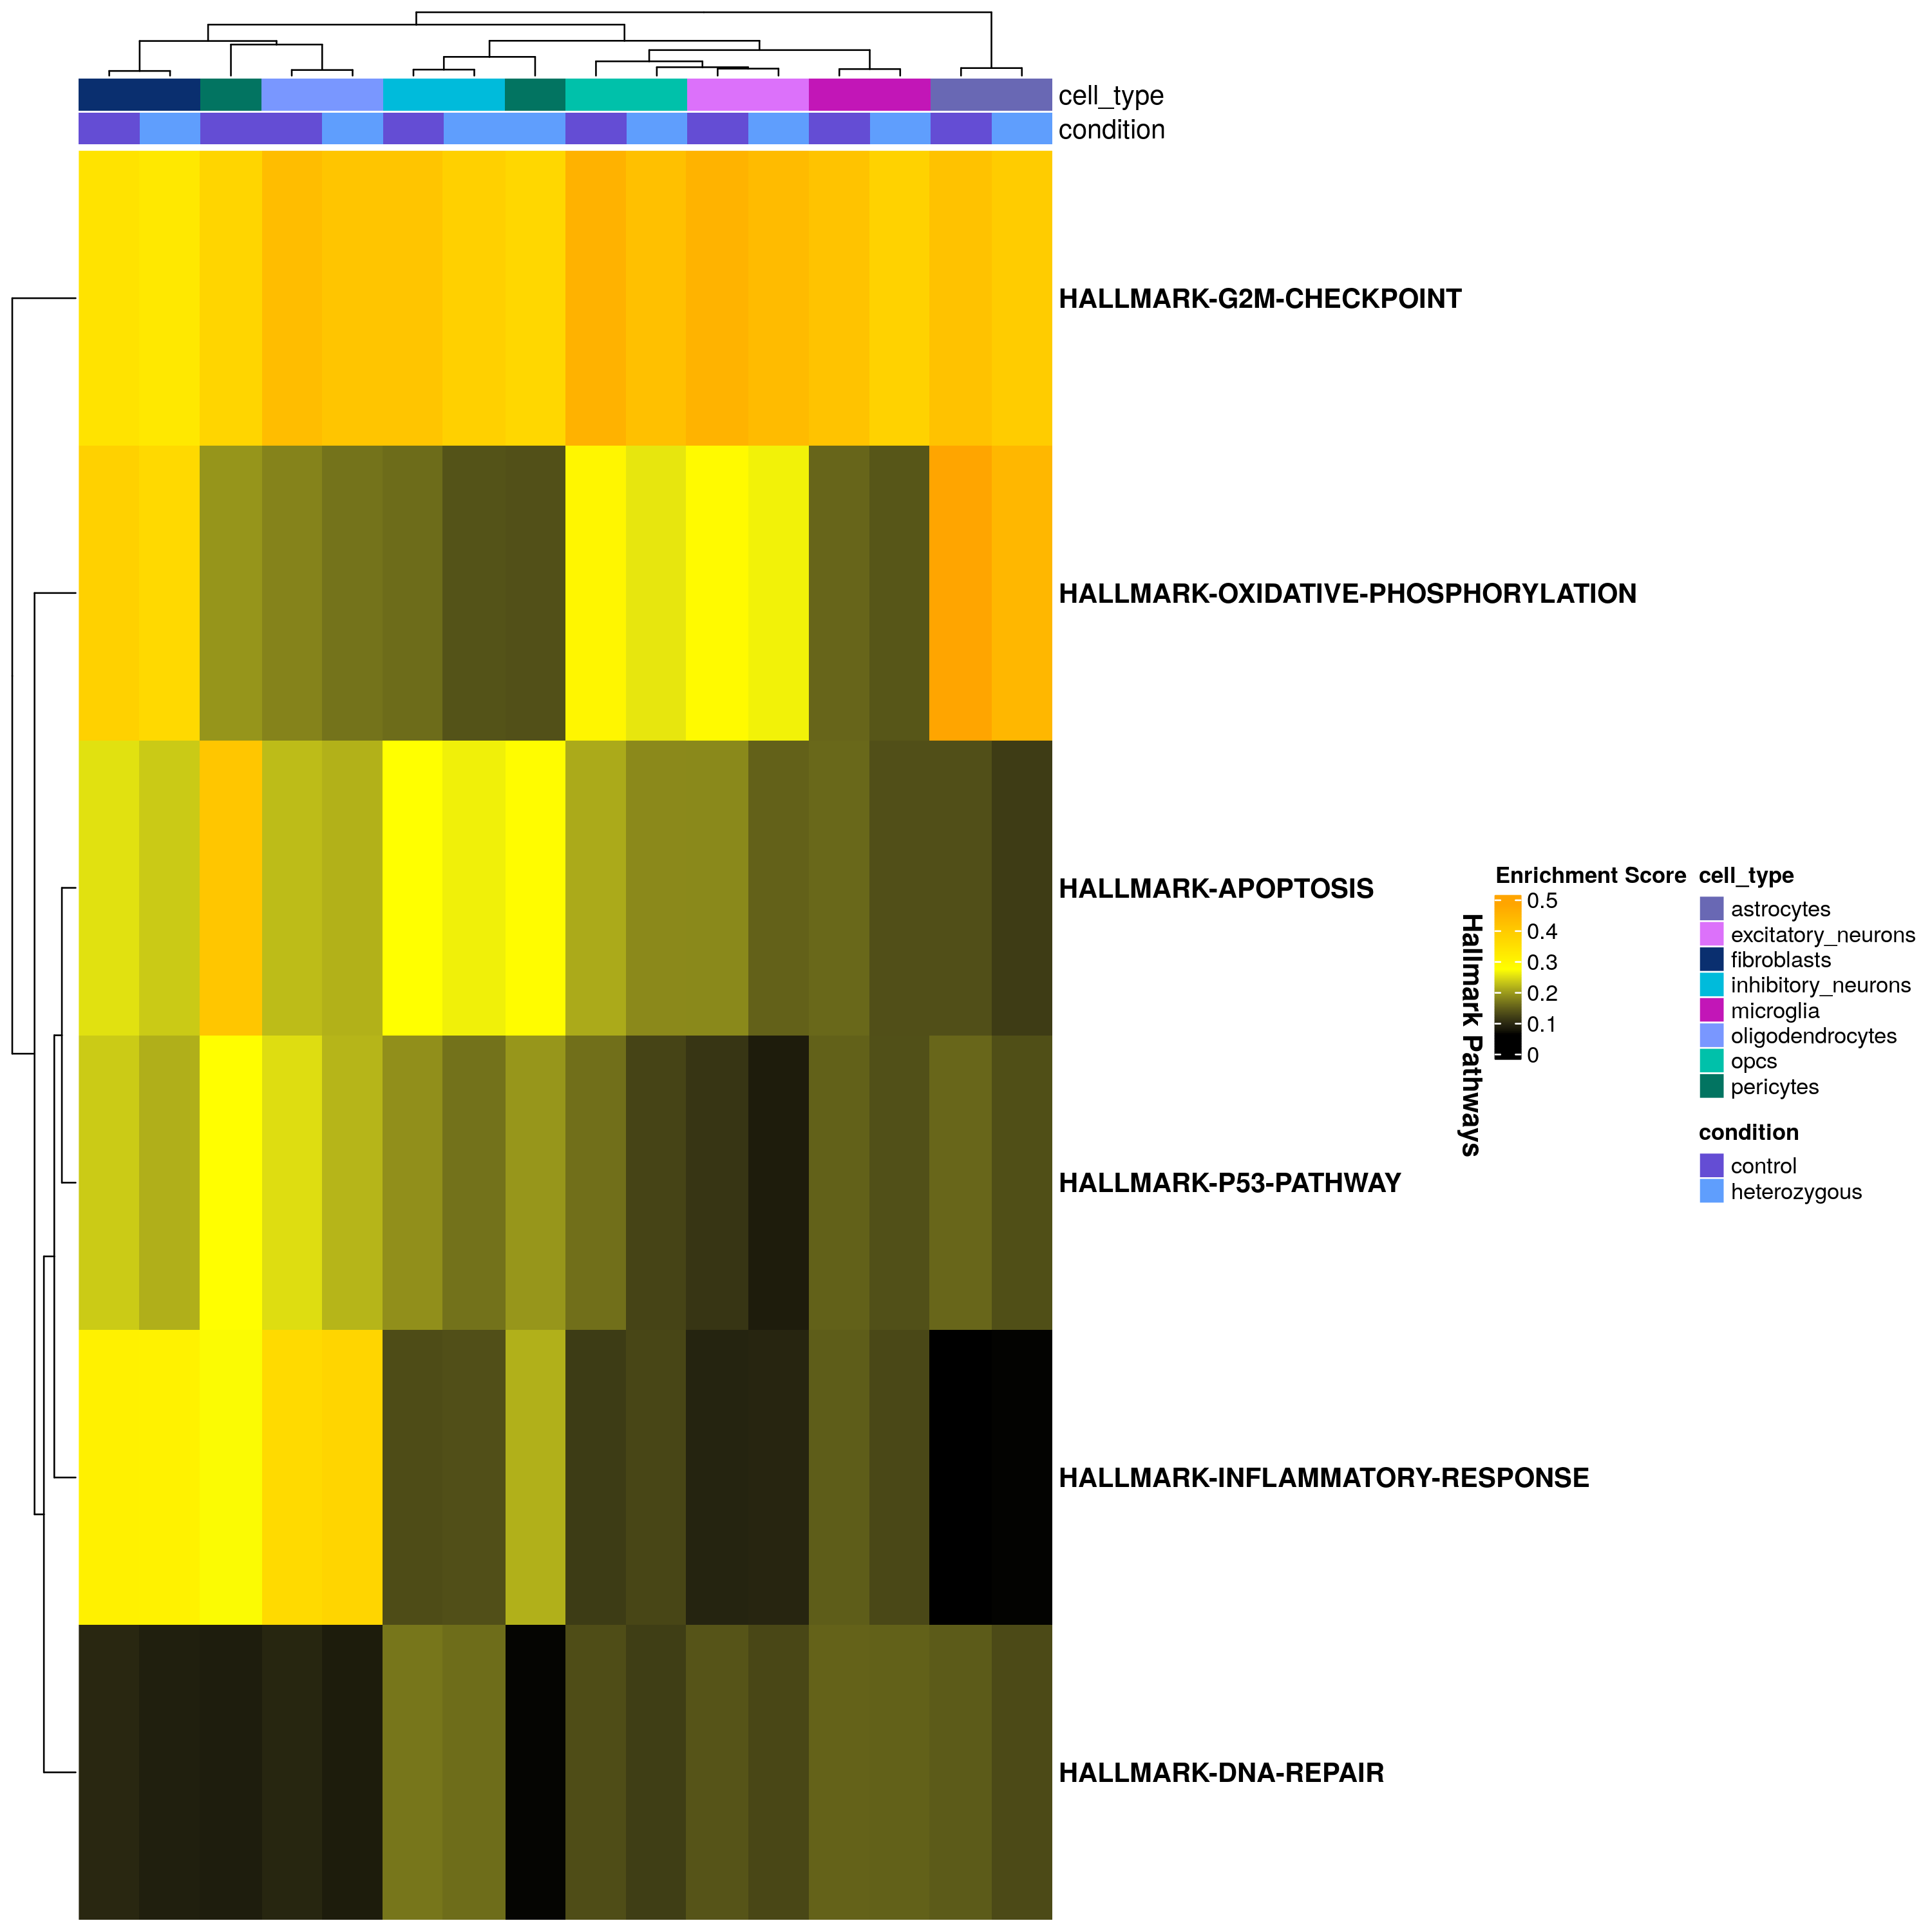 cell_type
condition
HALLMARK-G2M-CHECKPOINT
HALLMARK-OXIDATIVE-PHOSPHORYLATION
HALLMARK-APOPTOSIS
HALLMARK-P53-PATHWAY
HALLMARK-INFLAMMATORY-RESPONSE
HALLMARK-DNA-REPAIR
Hallmark Pathways
Enrichment Score
0.5
0.4
0.3
0.2
0.1
0
cell_type
astrocytes
excitatory_neurons
fibroblasts
inhibitory_neurons
microglia
oligodendrocytes
opcs
pericytes
condition
control
heterozygous